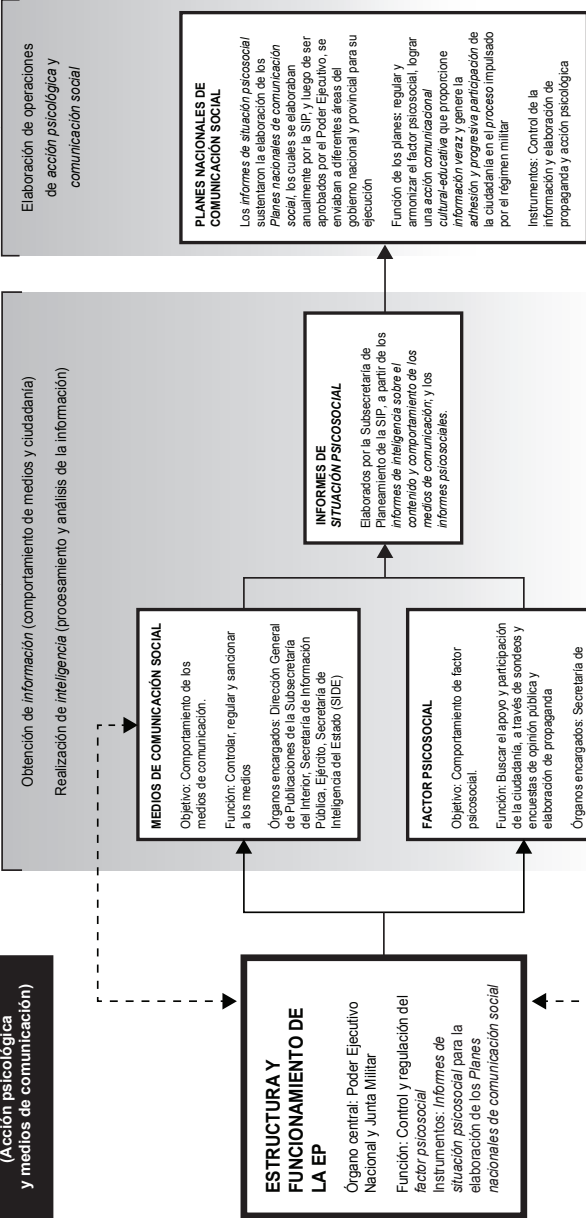 (Acción psicológica
y medios de comunicación)
Obtención de información (comportamiento de medios y ciudadanía)
Realización de inteligencia (procesamiento y análisis de la información)
Elaboración de operaciones
de acción psicológica y
comunicación social
ESTRUCTURA Y
FUNCIONAMIENTO DE
LA EP
Órgano central: Poder Ejecutivo
Nacional y Junta Militar
Función: Control y regulación del
factor psicosocial
Instrumentos: Informes de
situación psicosocial para la
elaboración de los Planes
nacionales de comunicación social
MEDIOS DE COMUNICACIÓN SOCIAL
Objetivo: Comportamiento de los
medios de comunicación.
Función: Controlar, regular y sancionar
a los medios
Órganos encargados: Dirección General
de Publicaciones de la Subsecretaría
del Interior, Secretaría de Información
Pública, Ejército, Secretaría de
Inteligencia del Estado (SIDE)
FACTOR PSICOSOCIAL
Objetivo: Comportamiento de factor
psicosocial.
Función: Buscar el apoyo y participación
de la ciudadanía, a través de sondeos y
encuestas de opinión pública y
elaboración de propaganda
Órganos encargados: Secretaría de
INFORMES DE
SITUACIÓN PSICOSOCIAL
Elaborados por la Subsecretaría de
Planeamiento de la SIP, a partir de los
informes de inteligencia sobre el
contenido y comportamiento de los
medios de comunicación; y los
informes psicosociales.
PLANES NACIONALES DE
COMUNICACIÓN SOCIAL
Los informes de situación psicosocial
sustentaron la elaboración de los
Planes nacionales de comunicación
social, los cuales se elaboraban
anualmente por la SIP, y luego de ser
aprobados por el Poder Ejecutivo, se
enviaban a diferentes áreas del
gobierno nacional y provincial para su
ejecución
Función de los planes: regular y
armonizar el factor psicosocial, lograr
una acción comunicacional
cultural-educativa que proporcione
información veraz y genere la
adhesión y progresiva participación de
la ciudadanía en el proceso impulsado
por el régimen militar
Instrumentos: Control de la
información y elaboración de
propaganda y acción psicológica